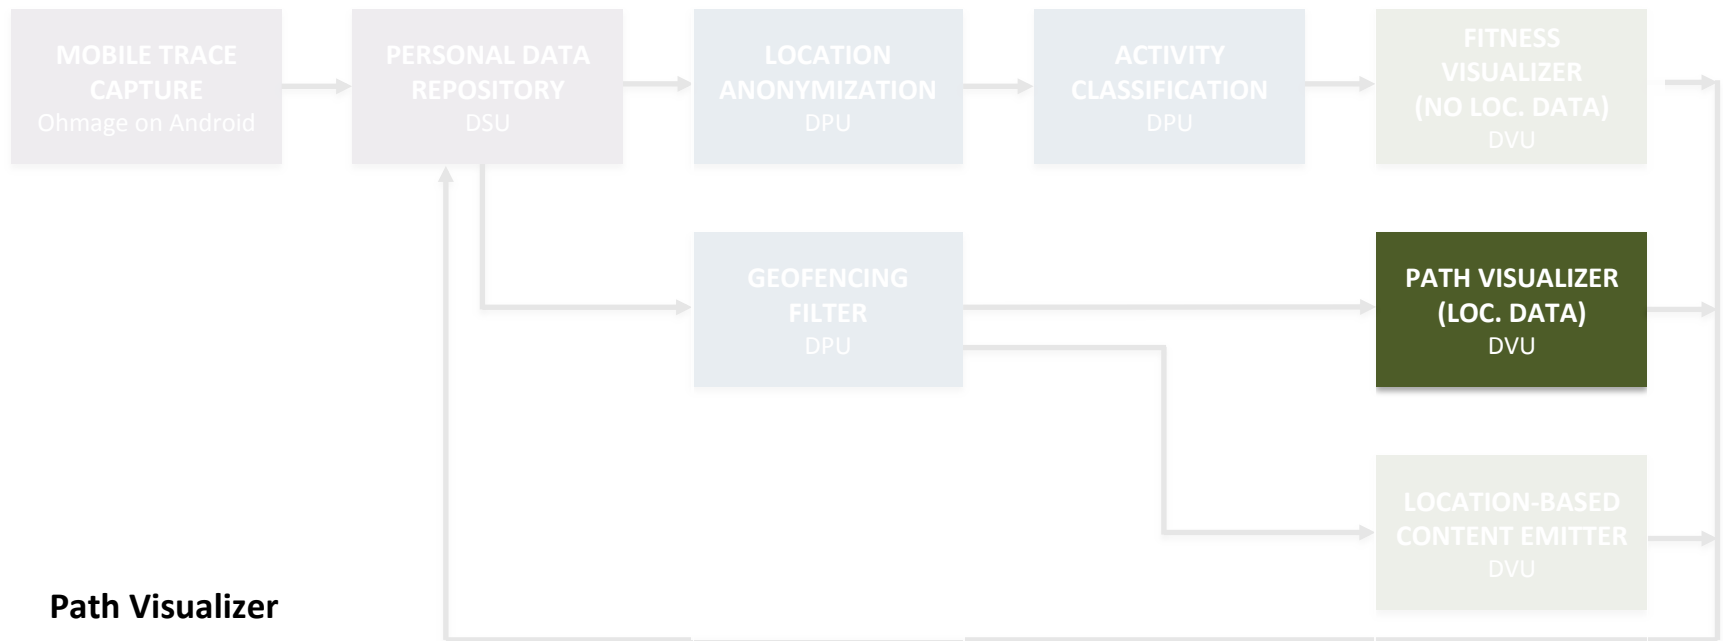 MOBILE TRACE
CAPTURE
Ohmage on Android
PERSONAL DATA
REPOSITORY
DSU
LOCATION
ANONYMIZATION
DPU
ACTIVITY
CLASSIFICATION
DPU
FITNESS
VISUALIZER
(NO LOC. DATA)
DVU
GEOFENCING
FILTER
DPU
PATH VISUALIZER
(LOC. DATA)
DVU
LOCATION-BASED
CONTENT EMITTER
DVU
Path Visualizer